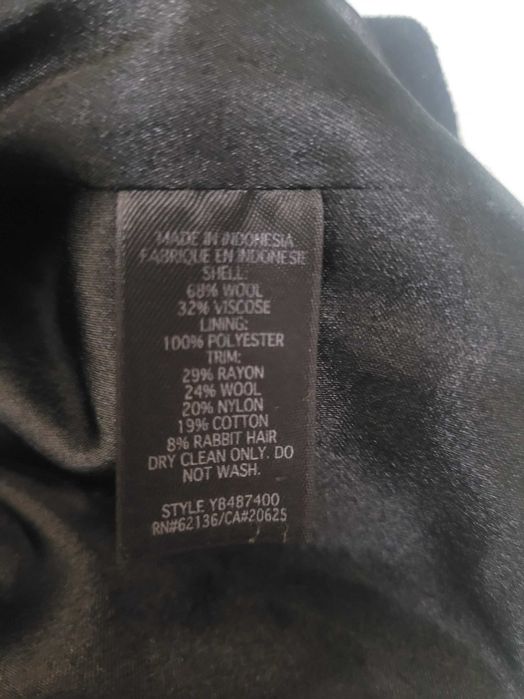 MADE IN INDONESIA
FABRIQUE EN INDONESIE
SHELL:
68% WOOL
32% VISCOSE
LINING:
100% POLYESTER
TRIM:
29% RAYON
24% WOOL
20% NYLON
19% COTTON
8% RABBIT HAIR
DRY CLEAN ONLY. DO
NOT WASH.
STYLE YB487400
RN#62136/CA#20625